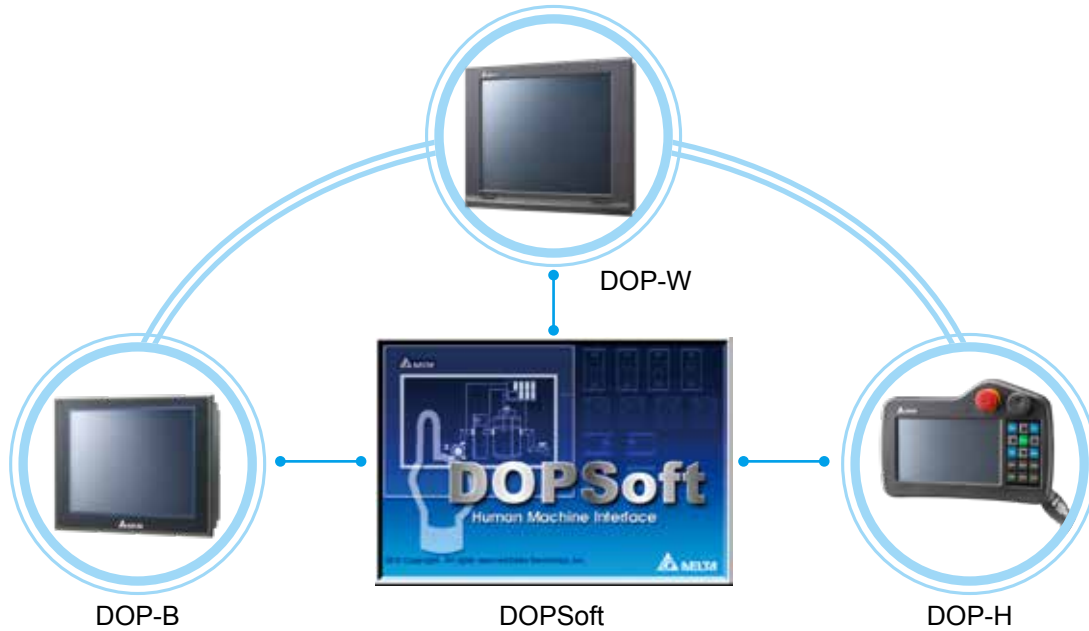 DOP-W
DELTA
DOPSoft
Human Machine Interface
DELTA
DOP-B
DOPSoft
DOP-H